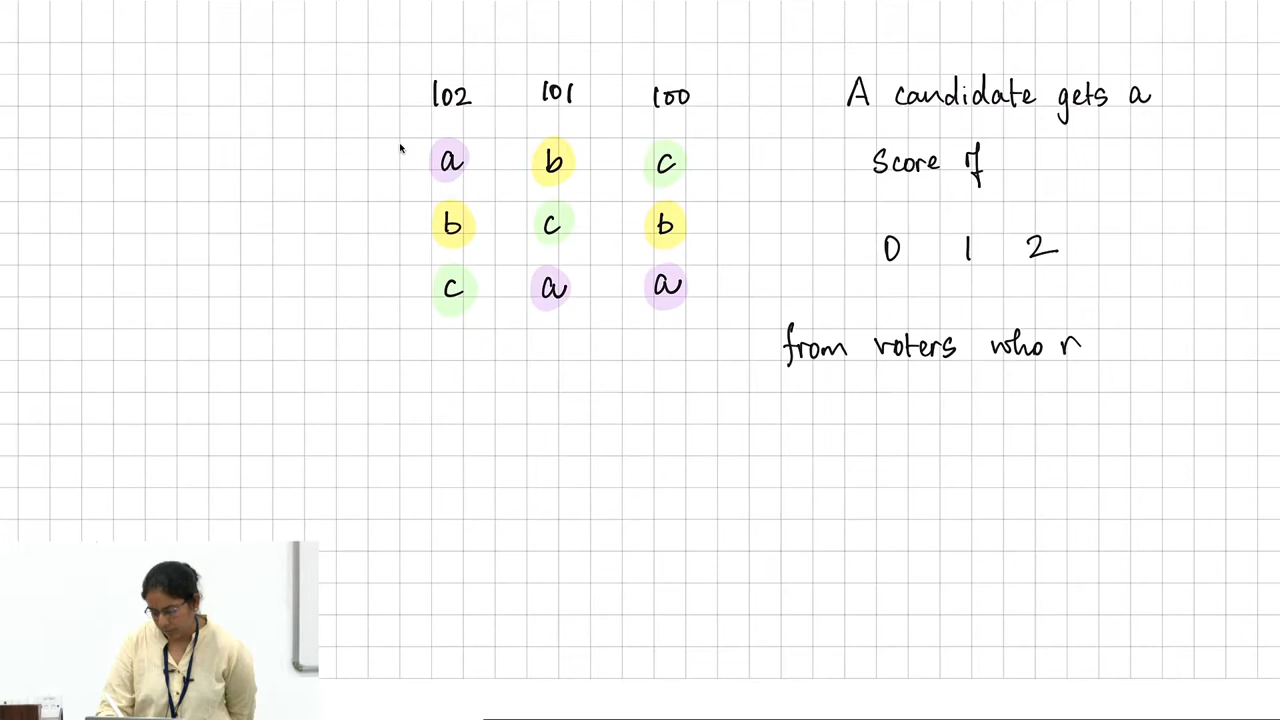 102 101 100
a b c
b c b
c a a
A candidate gets a
score of
0 1 2
from voters who r